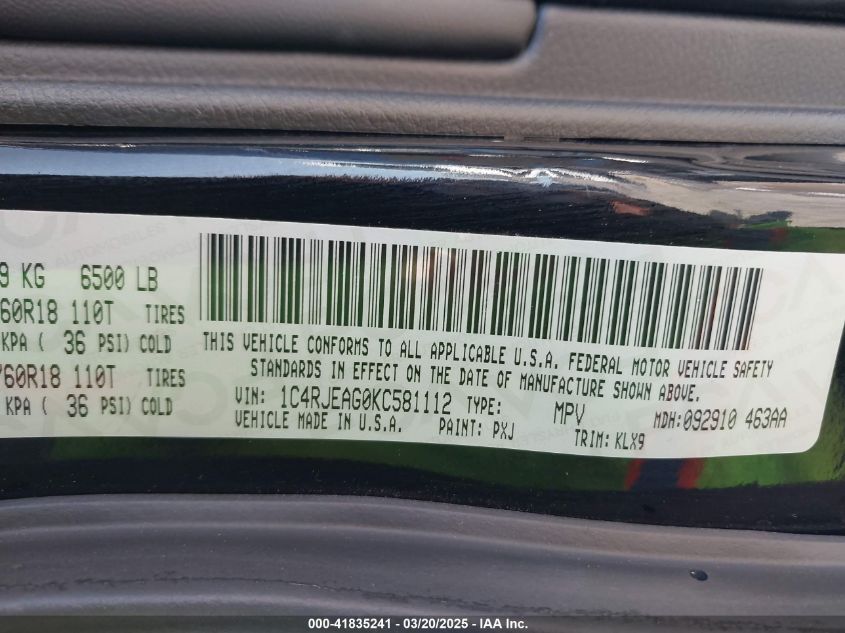 9 KG 6500 LB
60R18 110T TIRES
KPA ( 36 PSI) COLD
/60R18 110T TIRES
KPA ( 36 PSI) COLD
THIS VEHICLE CONFORMS TO ALL APPLICABLE U.S.A. FEDERAL MOTOR VEHICLE SAFETY
STANDARDS IN EFFECT ON THE DATE OF MANUFACTURE SHOWN ABOVE.
VIN: 1C4RJEAG0KC581112 TYPE: MPV MDH:092910 463AA
VEHICLE MADE IN U.S.A. PAINT: PXJ TRIM: KLX9
000-41835241 - 03/20/2025 - IAA, Inc.